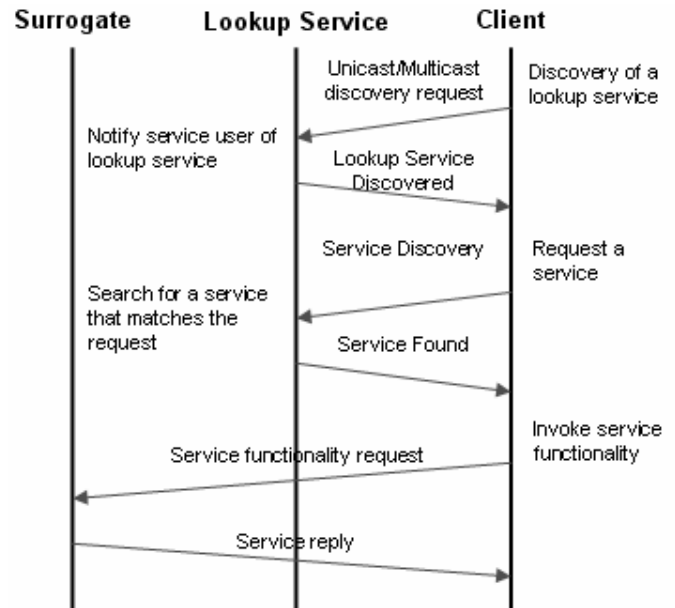 Surrogate Lookup Service Client
Unicast/Multicast
discovery request
Discovery of a
lookup service
Notify service user of
lookup service
Lookup Service
Discovered
Service Discovery
Request a
service
Search for a service
that matches the
request
Service Found
Invoke service
functionality
Service functionality request
Service reply